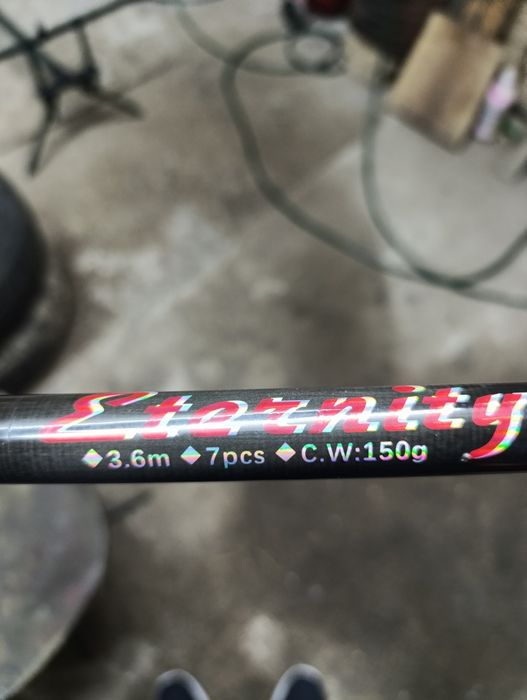 Eternity
◆3.6m ◆7pcs ◆C.W:150g